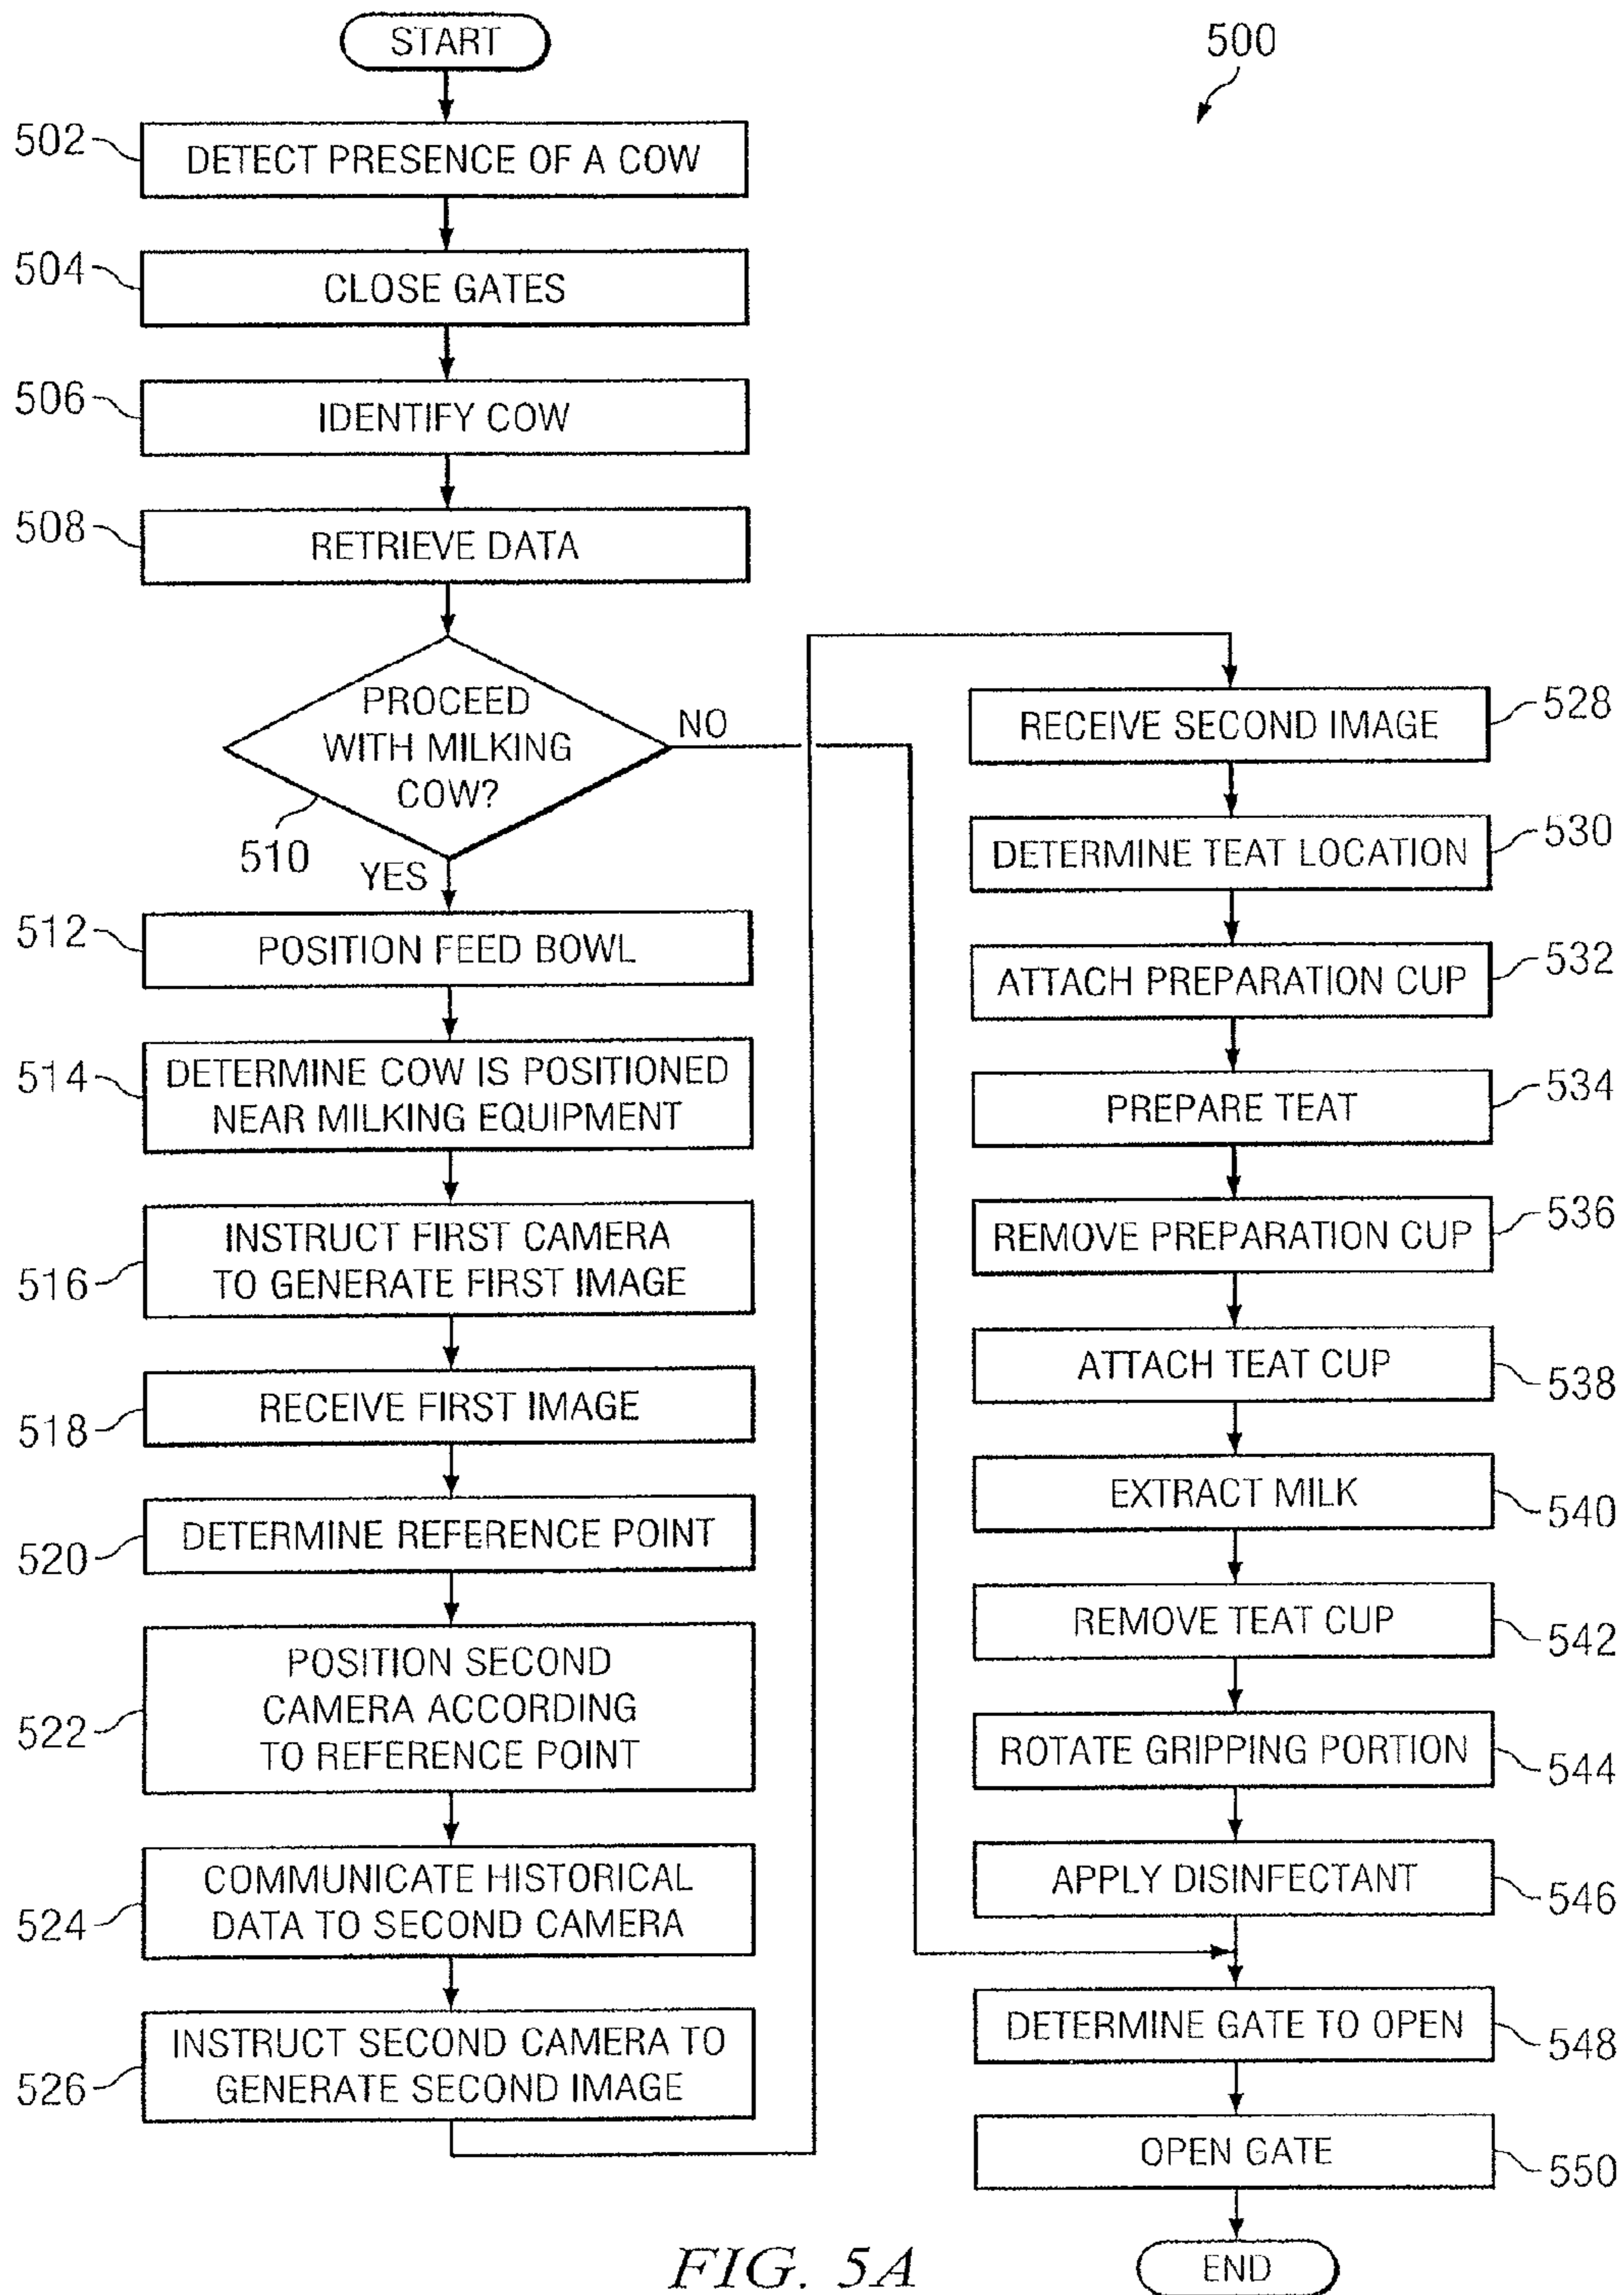 START
500
502
DETECT PRESENCE OF A COW
504
CLOSE GATES
506
IDENTIFY COW
508
RETRIEVE DATA
PROCEED
WITH MILKING
COW?
NO
510
YES
512
POSITION FEED BOWL
514
DETERMINE COW IS POSITIONED
NEAR MILKING EQUIPMENT
516
INSTRUCT FIRST CAMERA
TO GENERATE FIRST IMAGE
518
RECEIVE FIRST IMAGE
520
DETERMINE REFERENCE POINT
522
POSITION SECOND
CAMERA ACCORDING
TO REFERENCE POINT
524
COMMUNICATE HISTORICAL
DATA TO SECOND CAMERA
526
INSTRUCT SECOND CAMERA TO
GENERATE SECOND IMAGE
RECEIVE SECOND IMAGE
528
DETERMINE TEAT LOCATION
530
ATTACH PREPARATION CUP
532
PREPARE TEAT
534
REMOVE PREPARATION CUP
536
ATTACH TEAT CUP
538
EXTRACT MILK
540
REMOVE TEAT CUP
542
ROTATE GRIPPING PORTION
544
APPLY DISINFECTANT
546
DETERMINE GATE TO OPEN
548
OPEN GATE
550
END
FIG. 5A